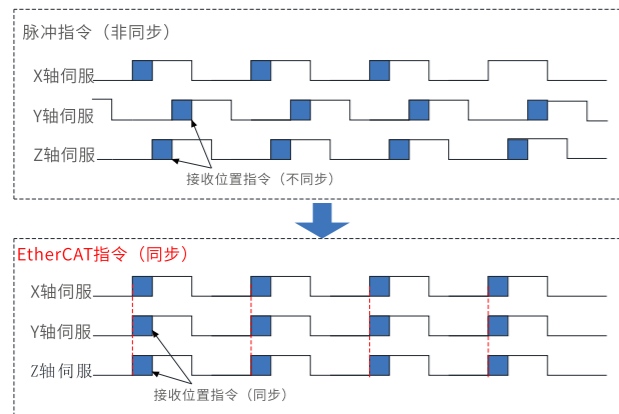 脉冲指令（非同步）
X轴伺服
Y轴伺服
Z轴伺服
接收位置指令（不同步）
EtherCAT指令（同步）
X轴伺服
Y轴伺服
Z轴伺服
接收位置指令（同步）